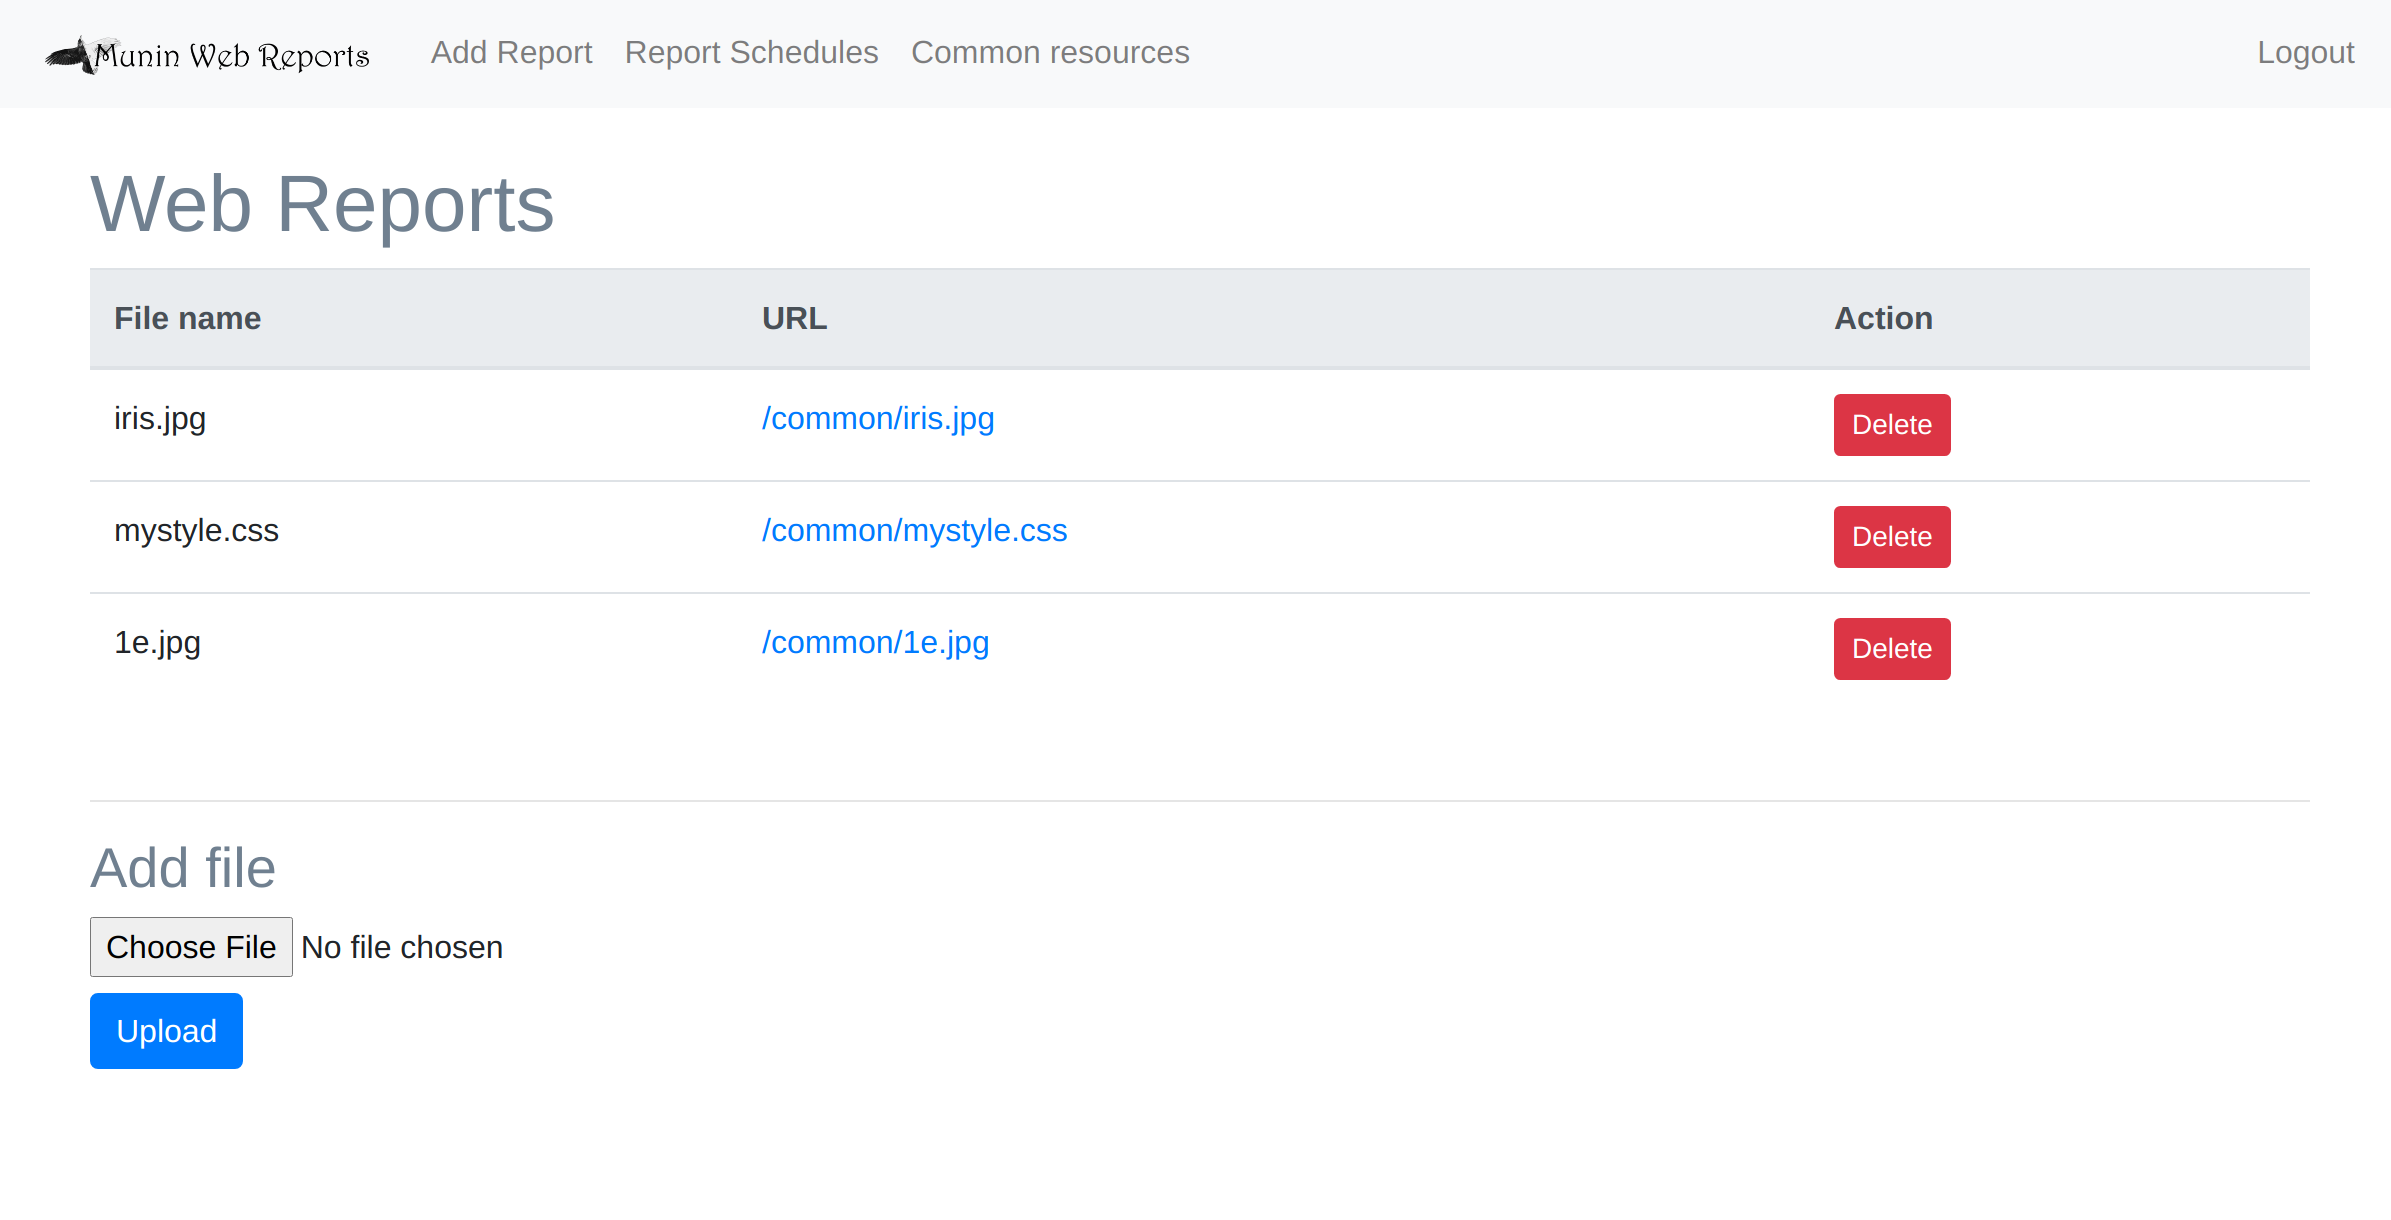 Munin Web Reports Add Report Report Schedules Common resources Logout
Web Reports
File name URL Action
iris.jpg /common/iris.jpg Delete
mystyle.css /common/mystyle.css Delete
1e.jpg /common/1e.jpg Delete
Add file
Choose File No file chosen
Upload